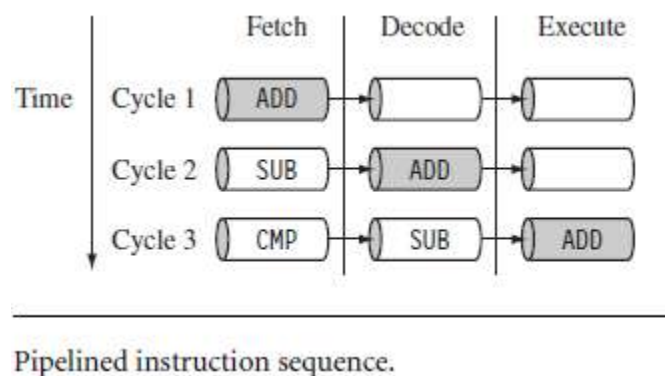 Fetch Decode Execute
Time Cycle 1 ADD
Cycle 2 SUB ADD
Cycle 3 CMP SUB ADD
Pipelined instruction sequence.